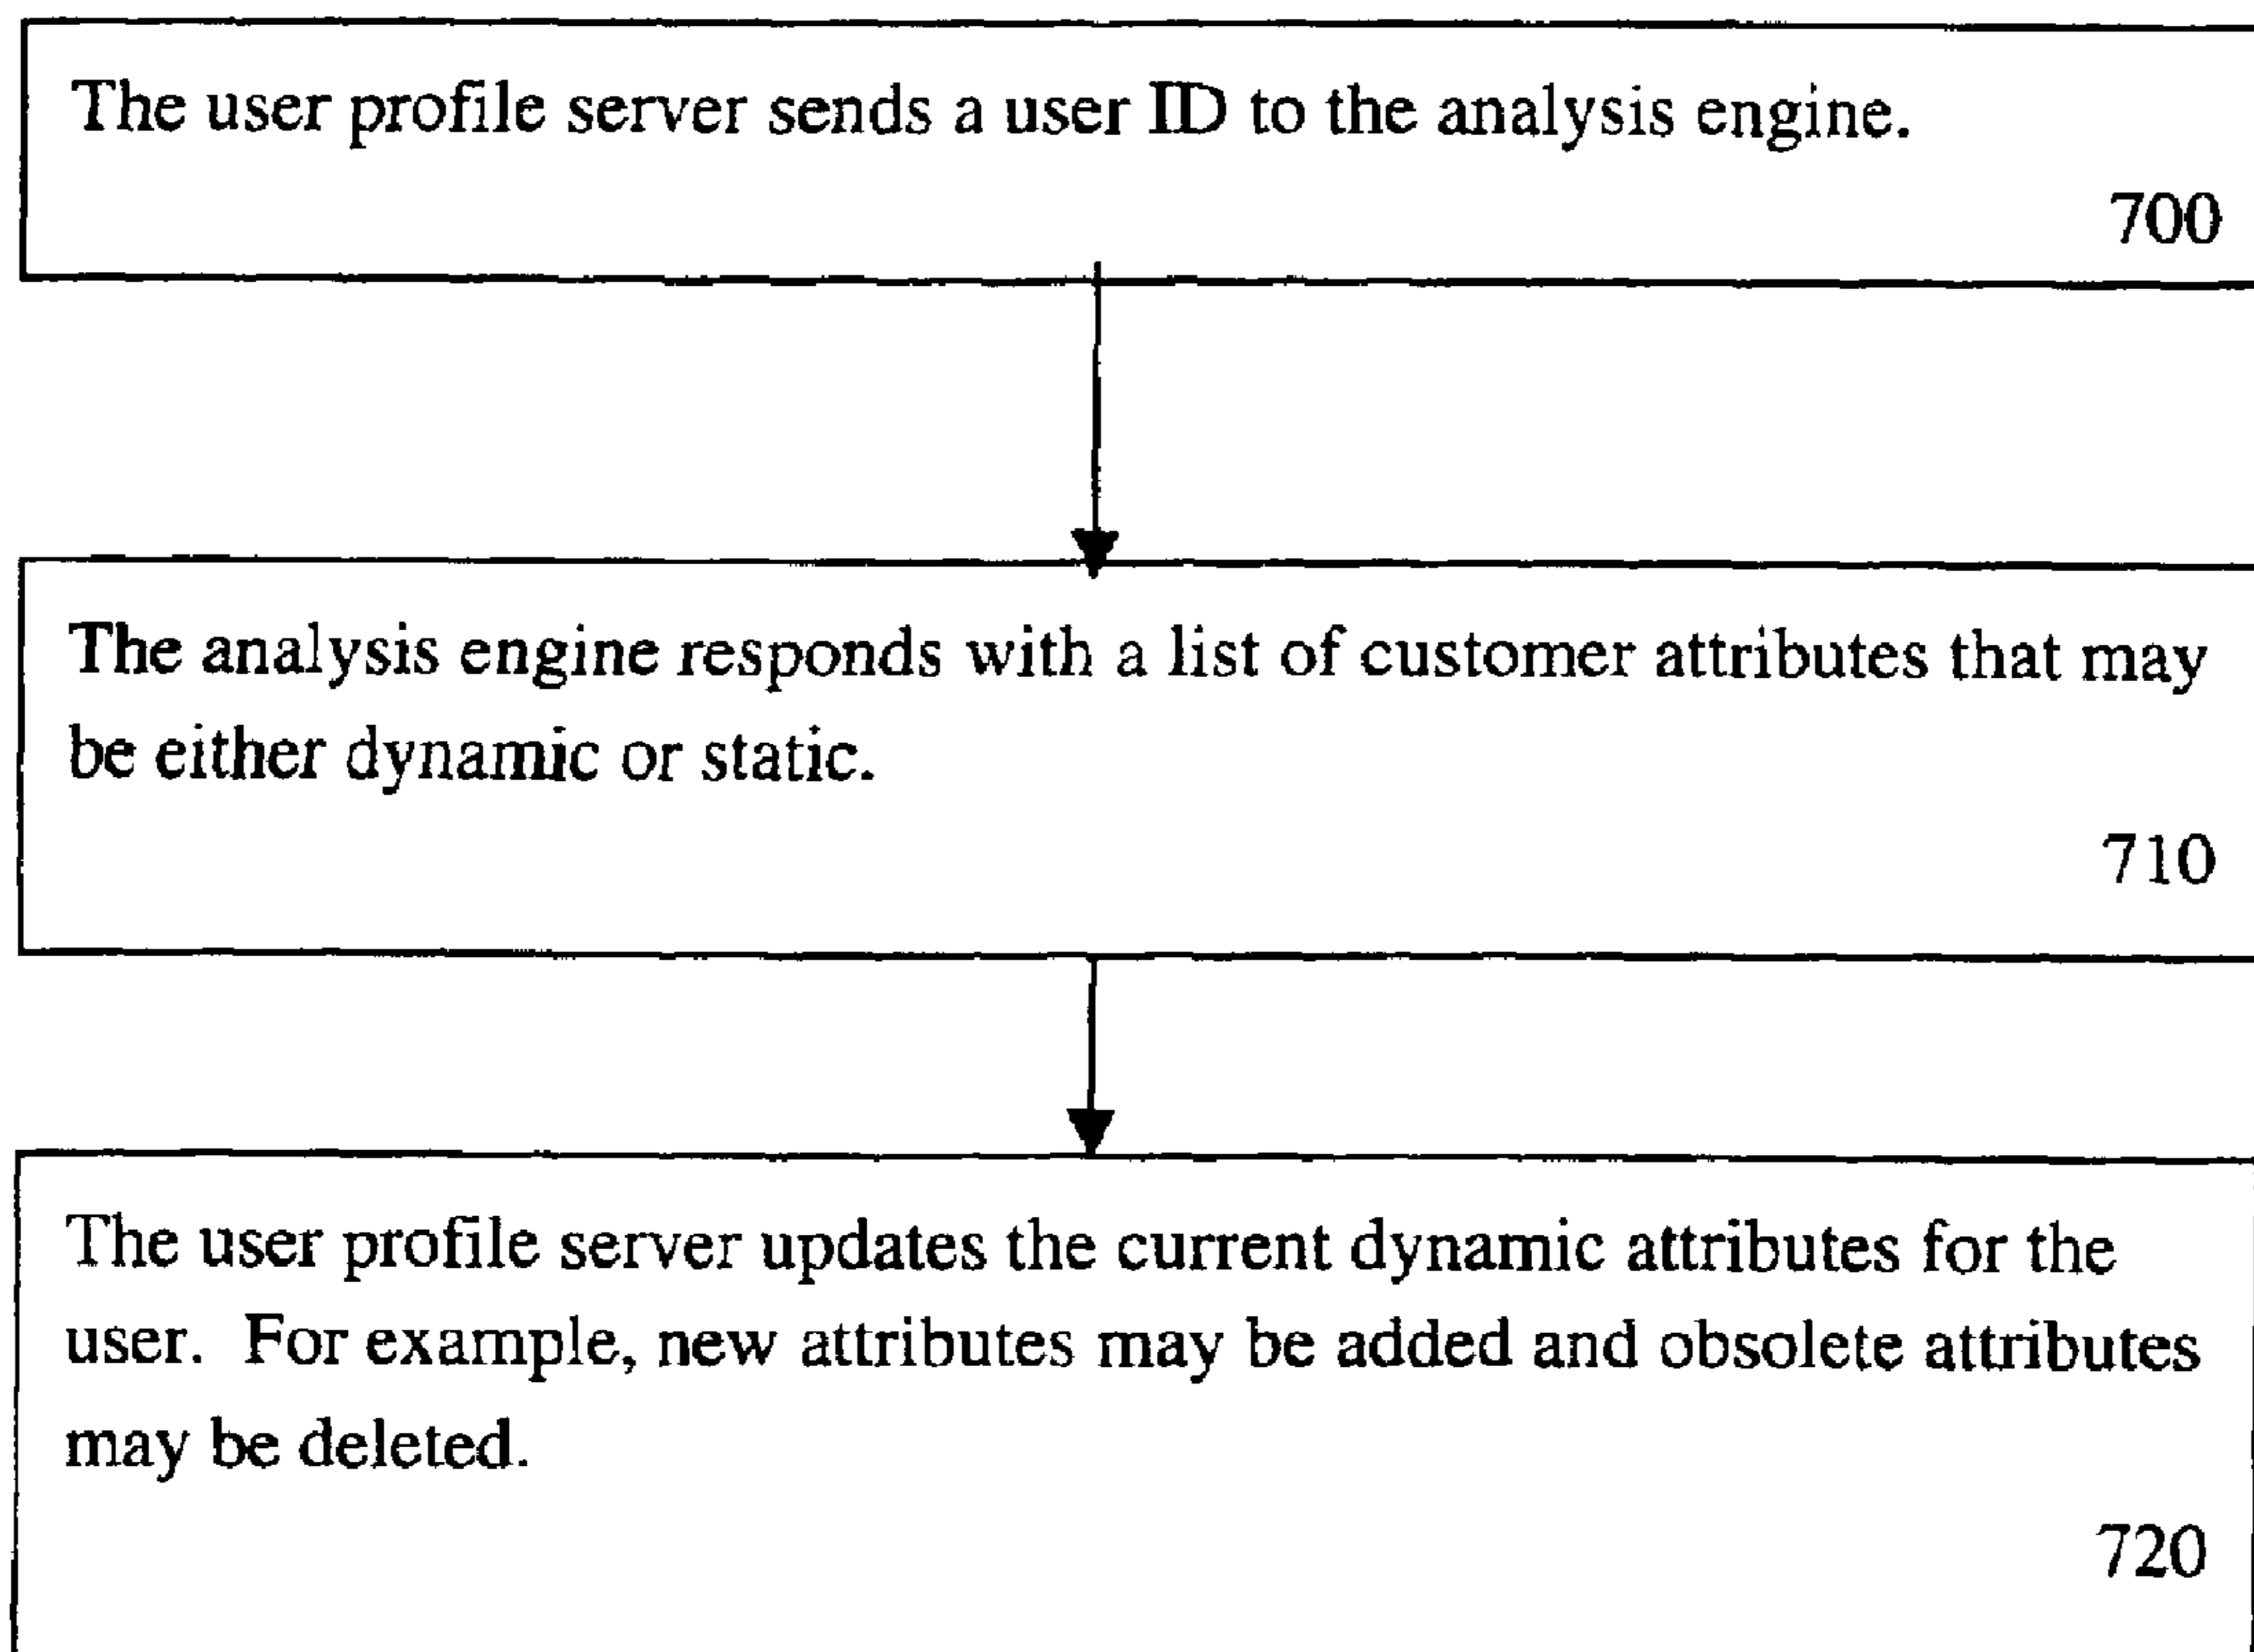 The user profile server sends a user ID to the analysis engine.
700
The analysis engine responds with a list of customer attributes that may
be either dynamic or static.
710
The user profile server updates the current dynamic attributes for the
user.  For example, new attributes may be added and obsolete attributes
may be deleted.
720